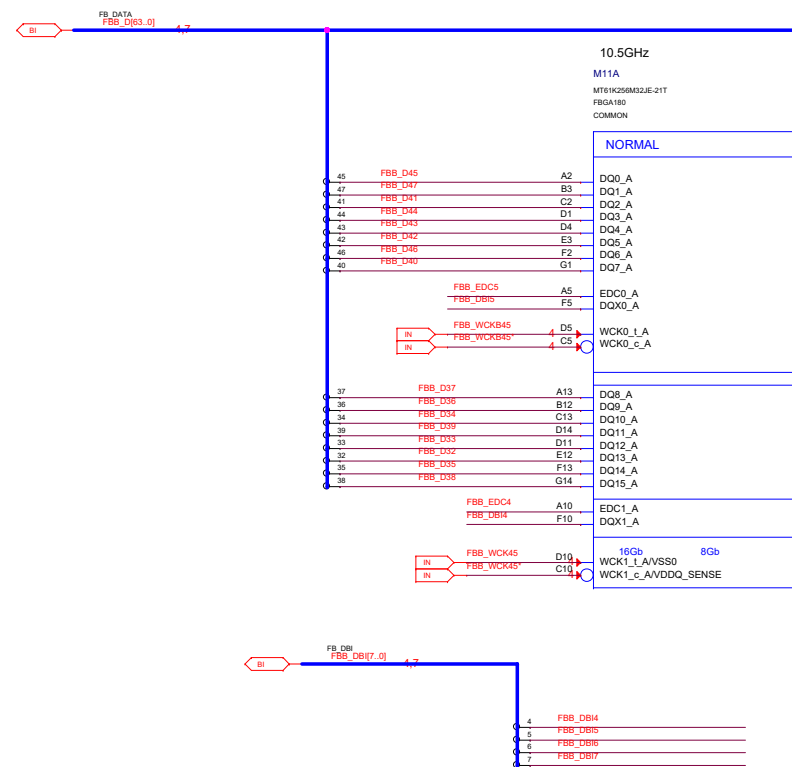 FB_DATA
BI FBB_D[63..0] 4,7
10.5GHz
M11A
MT61K256M32JE-21T
FBGA180
COMMON
NORMAL
45 FBB_D45 A2 DQ0_A
47 FBB_D47 B3 DQ1_A
41 FBB_D41 C2 DQ2_A
44 FBB_D44 D1 DQ3_A
43 FBB_D43 D4 DQ4_A
42 FBB_D42 E3 DQ5_A
46 FBB_D46 F2 DQ6_A
40 FBB_D40 G1 DQ7_A
FBB_EDC5 A5 EDC0_A
FBB_DBI5 F5 DQX0_A
IN FBB_WCKB45 4 D5 WCK0_t_A
IN FBB_WCKB45* 4 C5 WCK0_c_A
37 FBB_D37 A13 DQ8_A
36 FBB_D36 B12 DQ9_A
34 FBB_D34 C13 DQ10_A
39 FBB_D39 D14 DQ11_A
33 FBB_D33 D11 DQ12_A
32 FBB_D32 E12 DQ13_A
35 FBB_D35 F13 DQ14_A
38 FBB_D38 G14 DQ15_A
FBB_EDC4 A10 EDC1_A
FBB_DBI4 F10 DQX1_A
16Gb 8Gb
IN FBB_WCK45 D10 4 WCK1_t_A/VSS0
IN FBB_WCK45* C10 4 WCK1_c_A/VDDQ_SENSE
FB_DBI
BI FBB_DBI[7..0] 4,7
4 FBB_DBI4
5 FBB_DBI5
6 FBB_DBI6
7 FBB_DBI7